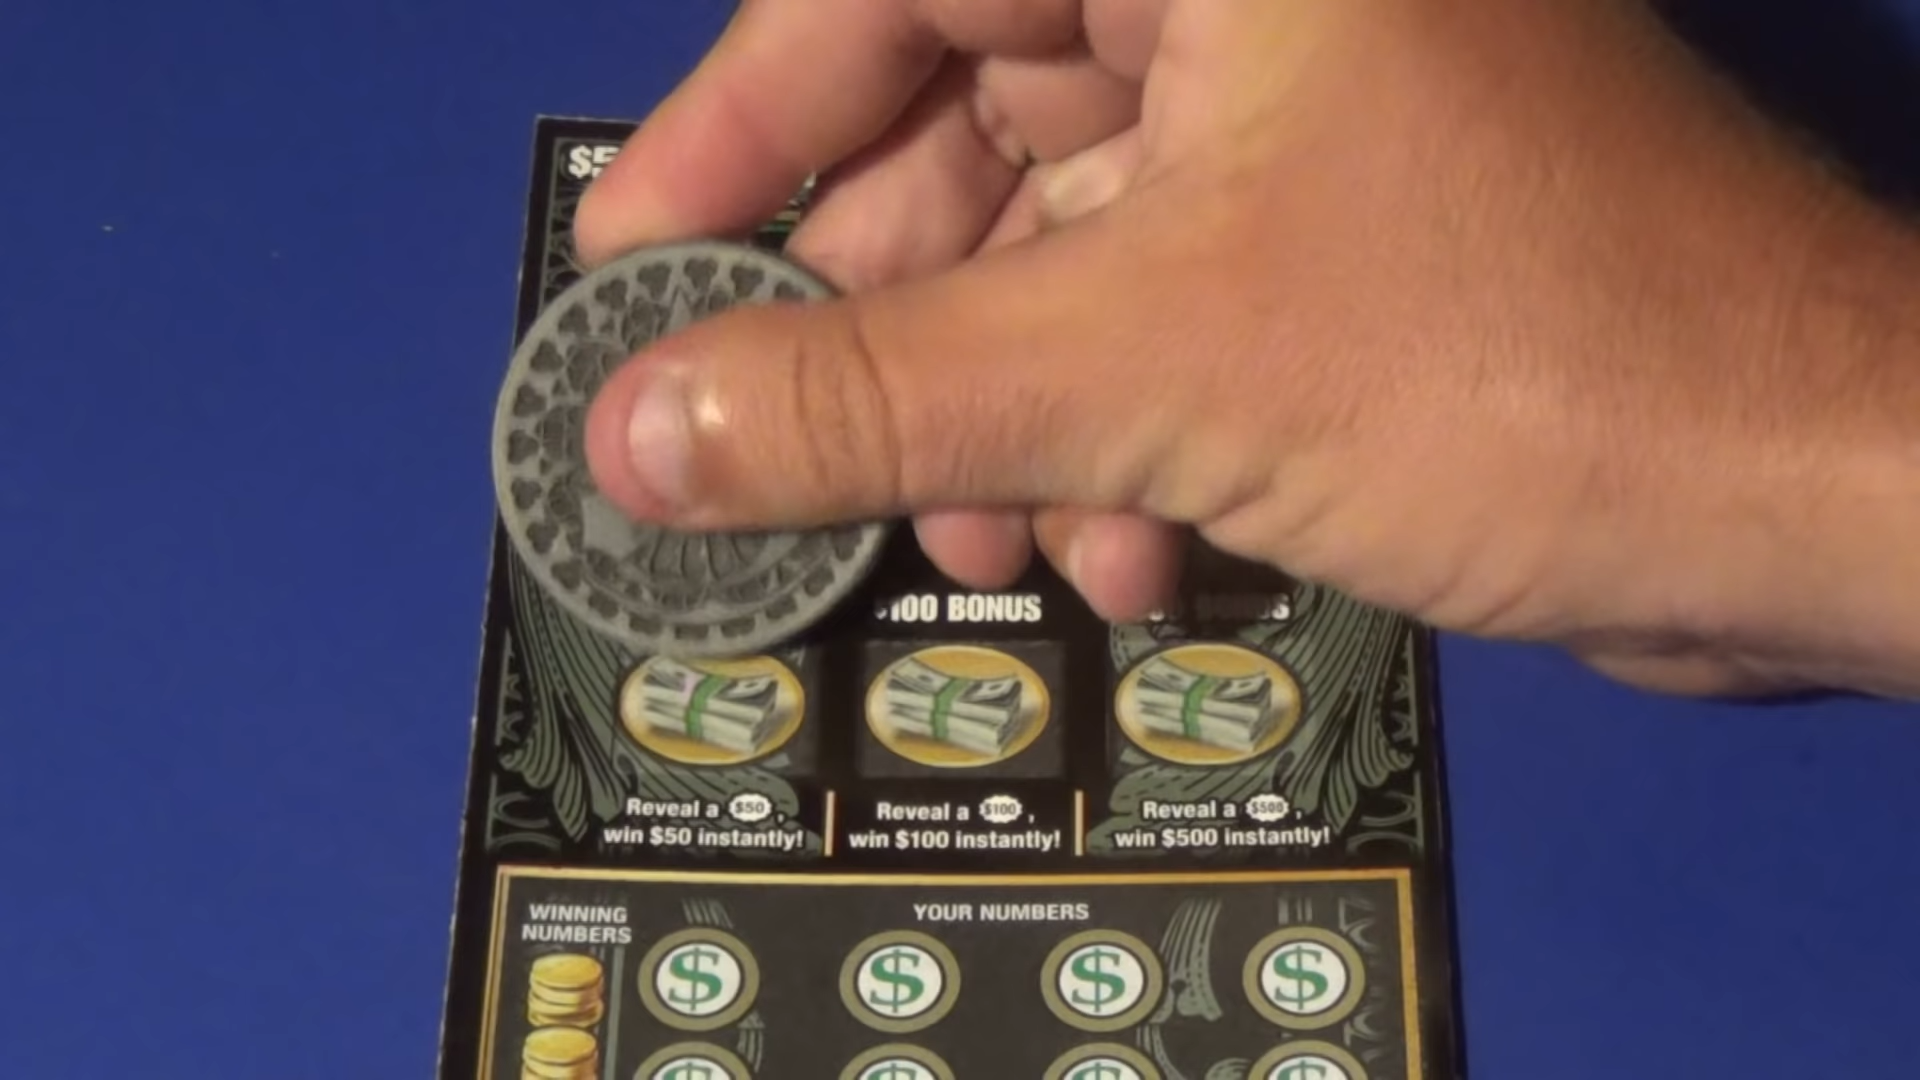 $5
$100 BONUS
Reveal a $50,
win $50 instantly!
Reveal a $100,
win $100 instantly!
Reveal a $500,
win $500 instantly!
WINNING
NUMBERS
YOUR NUMBERS
$ $ $ $
$ $ $ $